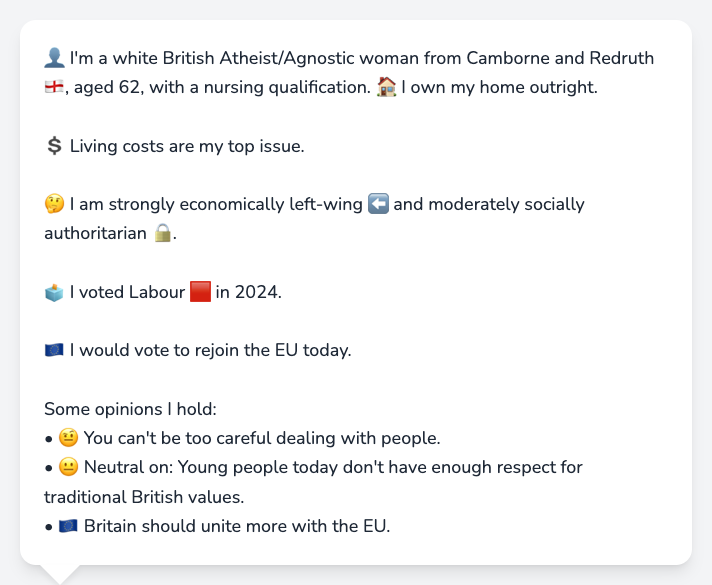 👤 I'm a white British Atheist/Agnostic woman from Camborne and Redruth
🏴󠁧󠁢󠁥󠁮󠁧󠁿, aged 62, with a nursing qualification. 🏠 I own my home outright.
💲 Living costs are my top issue.
🤔 I am strongly economically left-wing ⬅️ and moderately socially
authoritarian 🔒.
🗳️ I voted Labour 🟥 in 2024.
🇪🇺 I would vote to rejoin the EU today.
Some opinions I hold:
• 🤨 You can't be too careful dealing with people.
• 😐 Neutral on: Young people today don't have enough respect for
traditional British values.
• 🇪🇺 Britain should unite more with the EU.